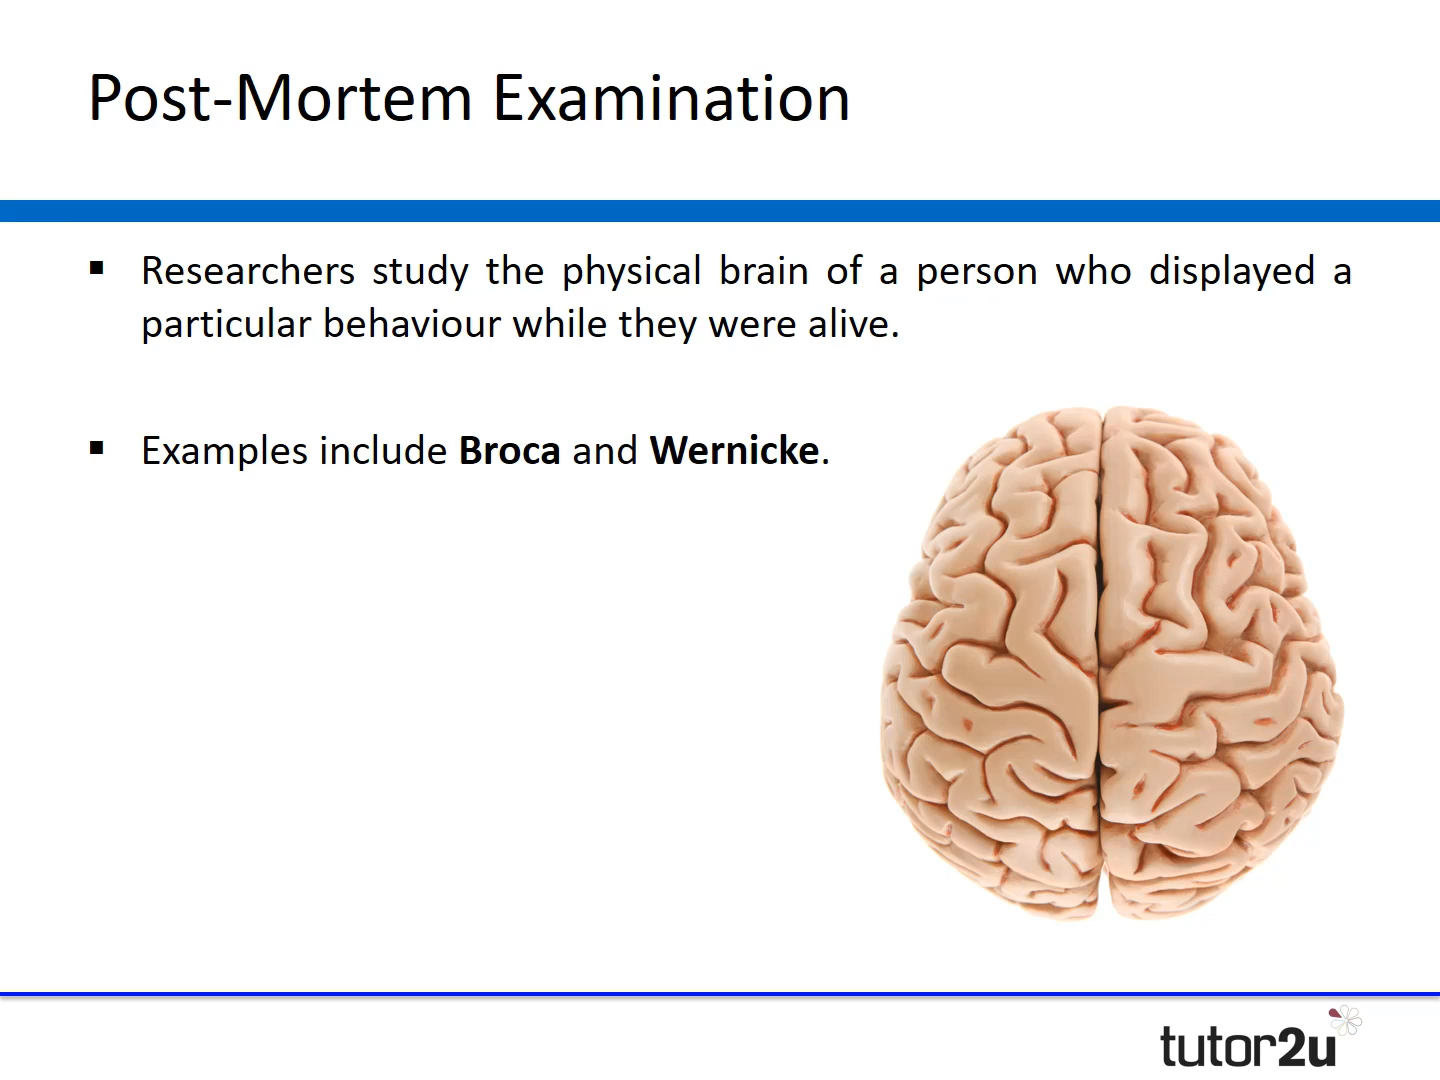 Post-Mortem Examination
▪ Researchers study the physical brain of a person who displayed a
particular behaviour while they were alive.
▪ Examples include Broca and Wernicke.
tutor2u